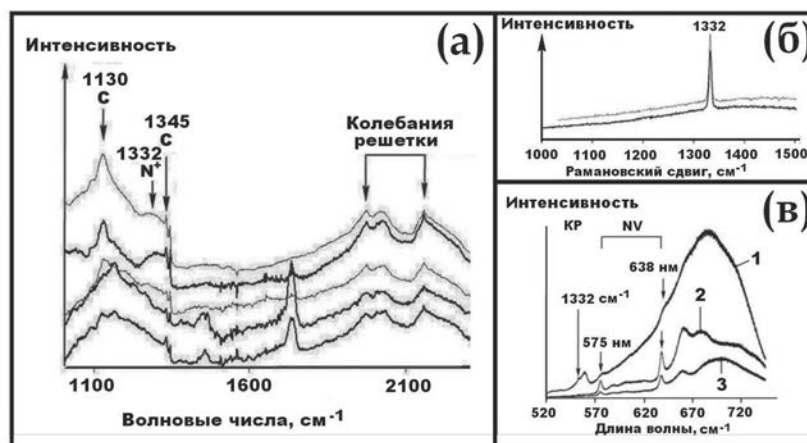 Интенсивность
(а)
1130
С
1345
С
1332
N⁺
Колебания
решетки
1100
1600
2100
Волновые числа, см⁻¹
Интенсивность
(б)
1332
1000
1100
1200
1300
1400
1500
Рамановский сдвиг, см⁻¹
Интенсивность
(в)
КР
NV
638 нм
1
1332 см⁻¹
2
575 нм
3
520
570
620
670
720
Длина волны, см⁻¹